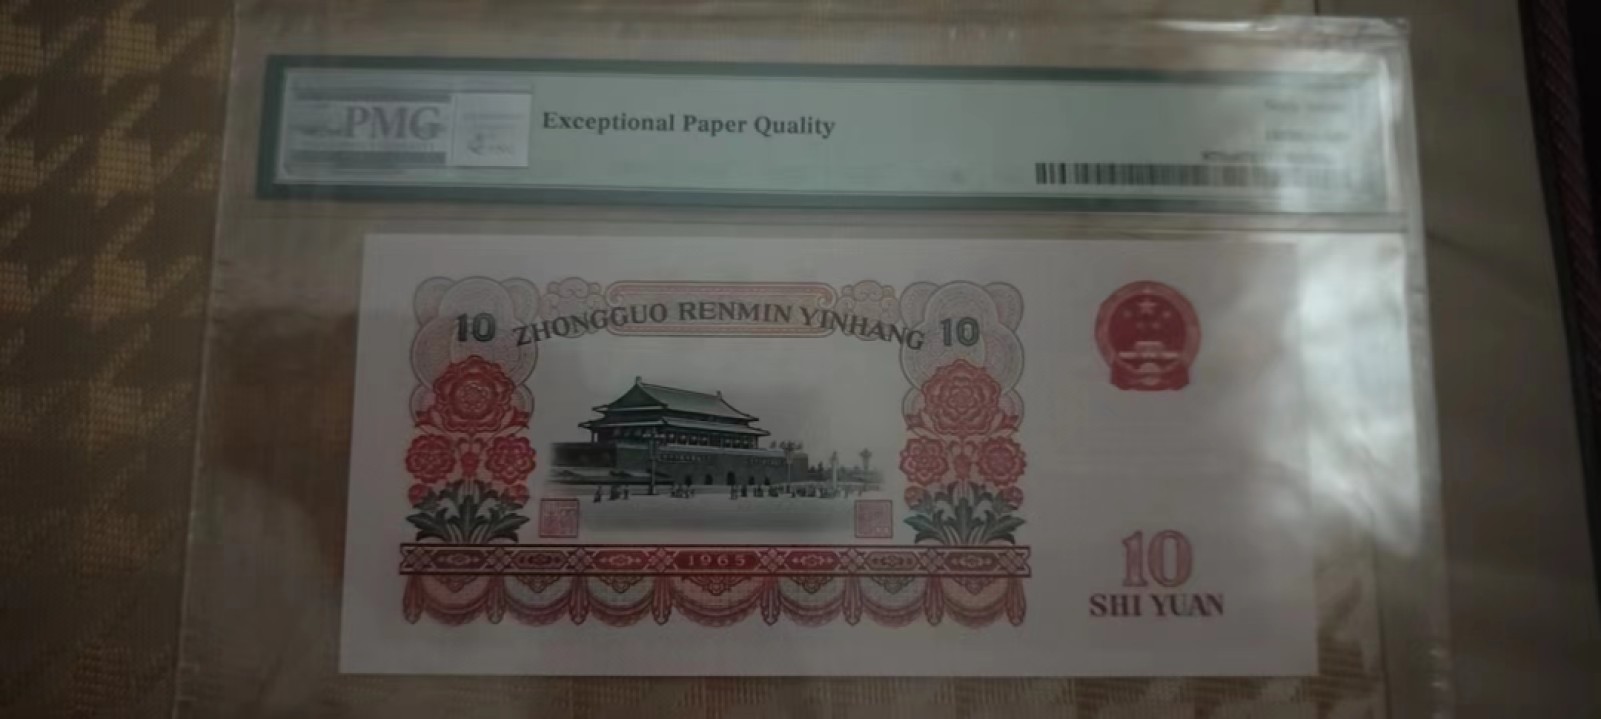 PMG
Exceptional Paper Quality
10 ZHONGGUO RENMIN YINHANG 10
1965
10
SHI YUAN